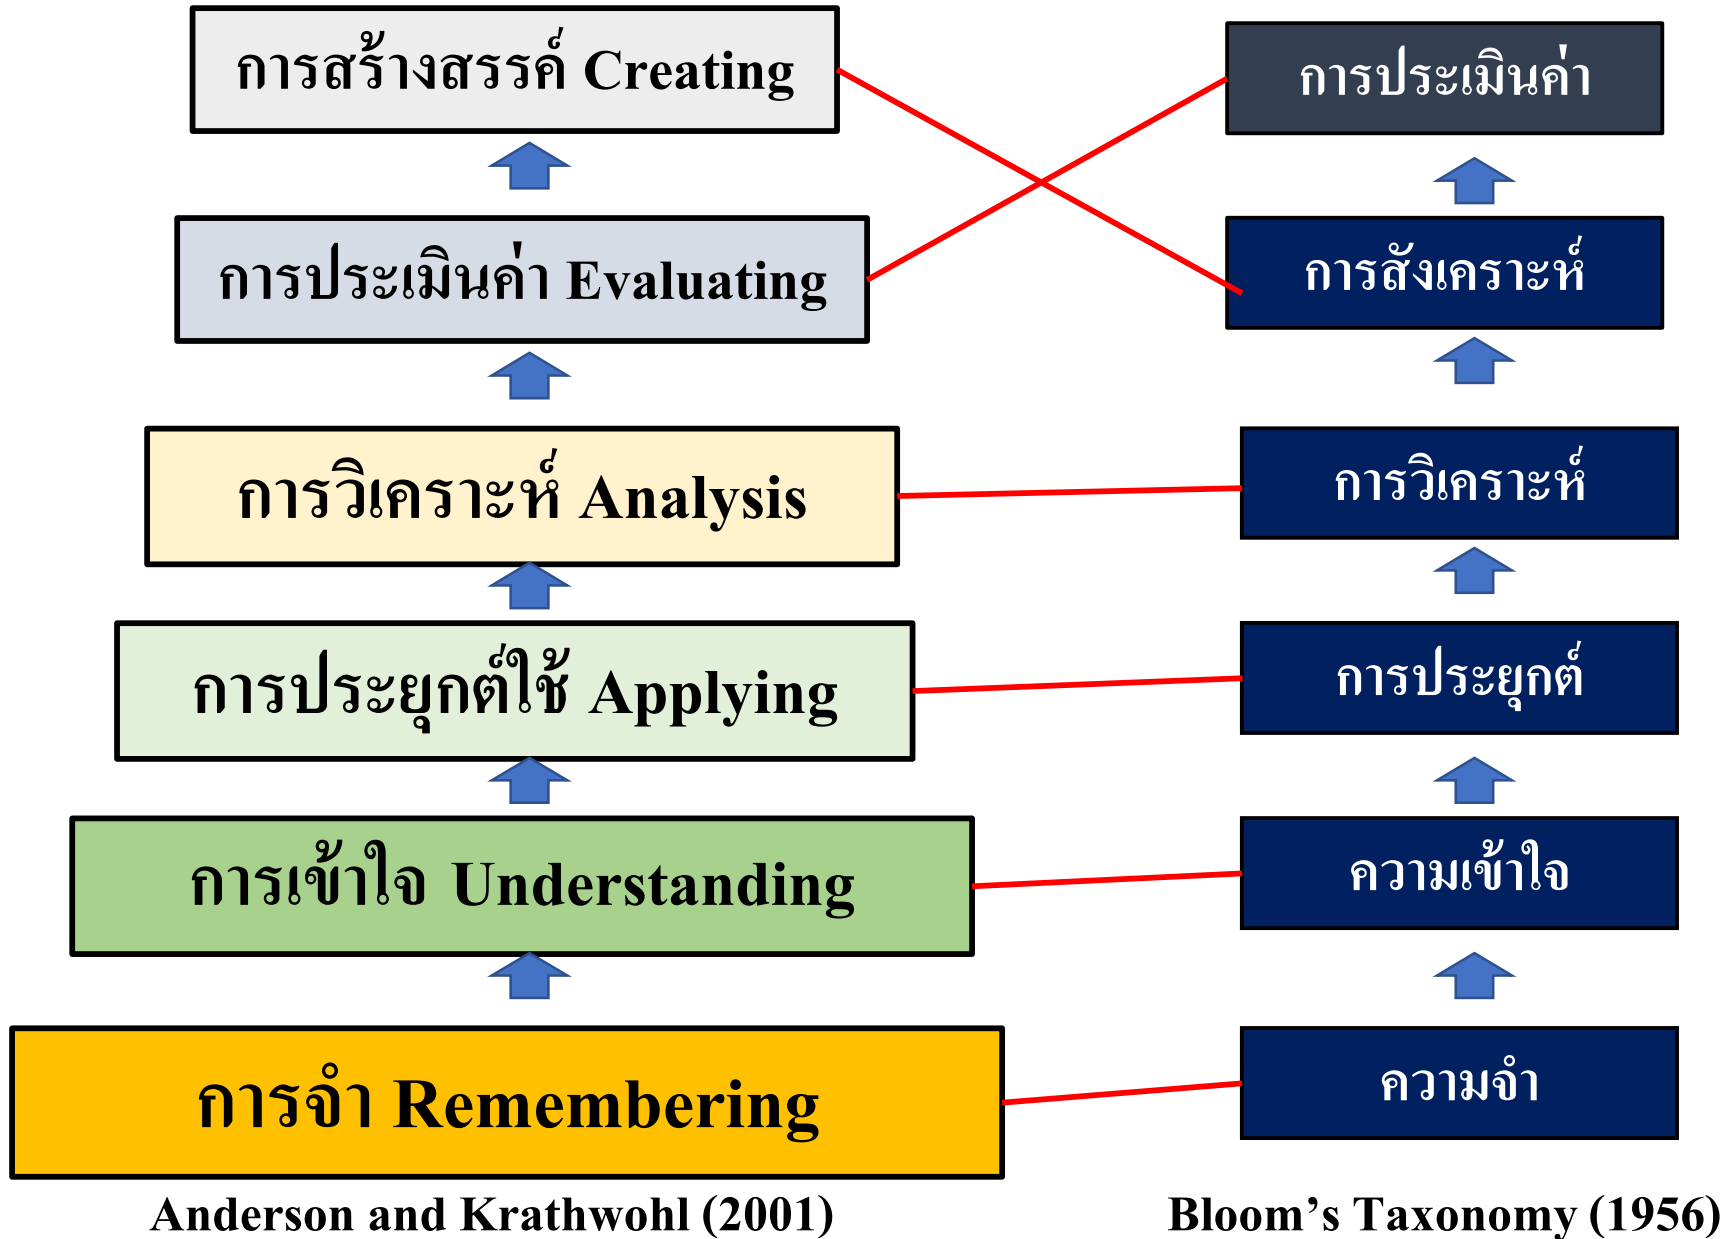 การสร้างสรรค์ Creating
การประเมินค่า Evaluating
การวิเคราะห์ Analysis
การประยุกต์ใช้ Applying
การเข้าใจ Understanding
การจำ Remembering
Anderson and Krathwohl (2001)
การประเมินค่า
การสังเคราะห์
การวิเคราะห์
การประยุกต์
ความเข้าใจ
ความจำ
Bloom’s Taxonomy (1956)